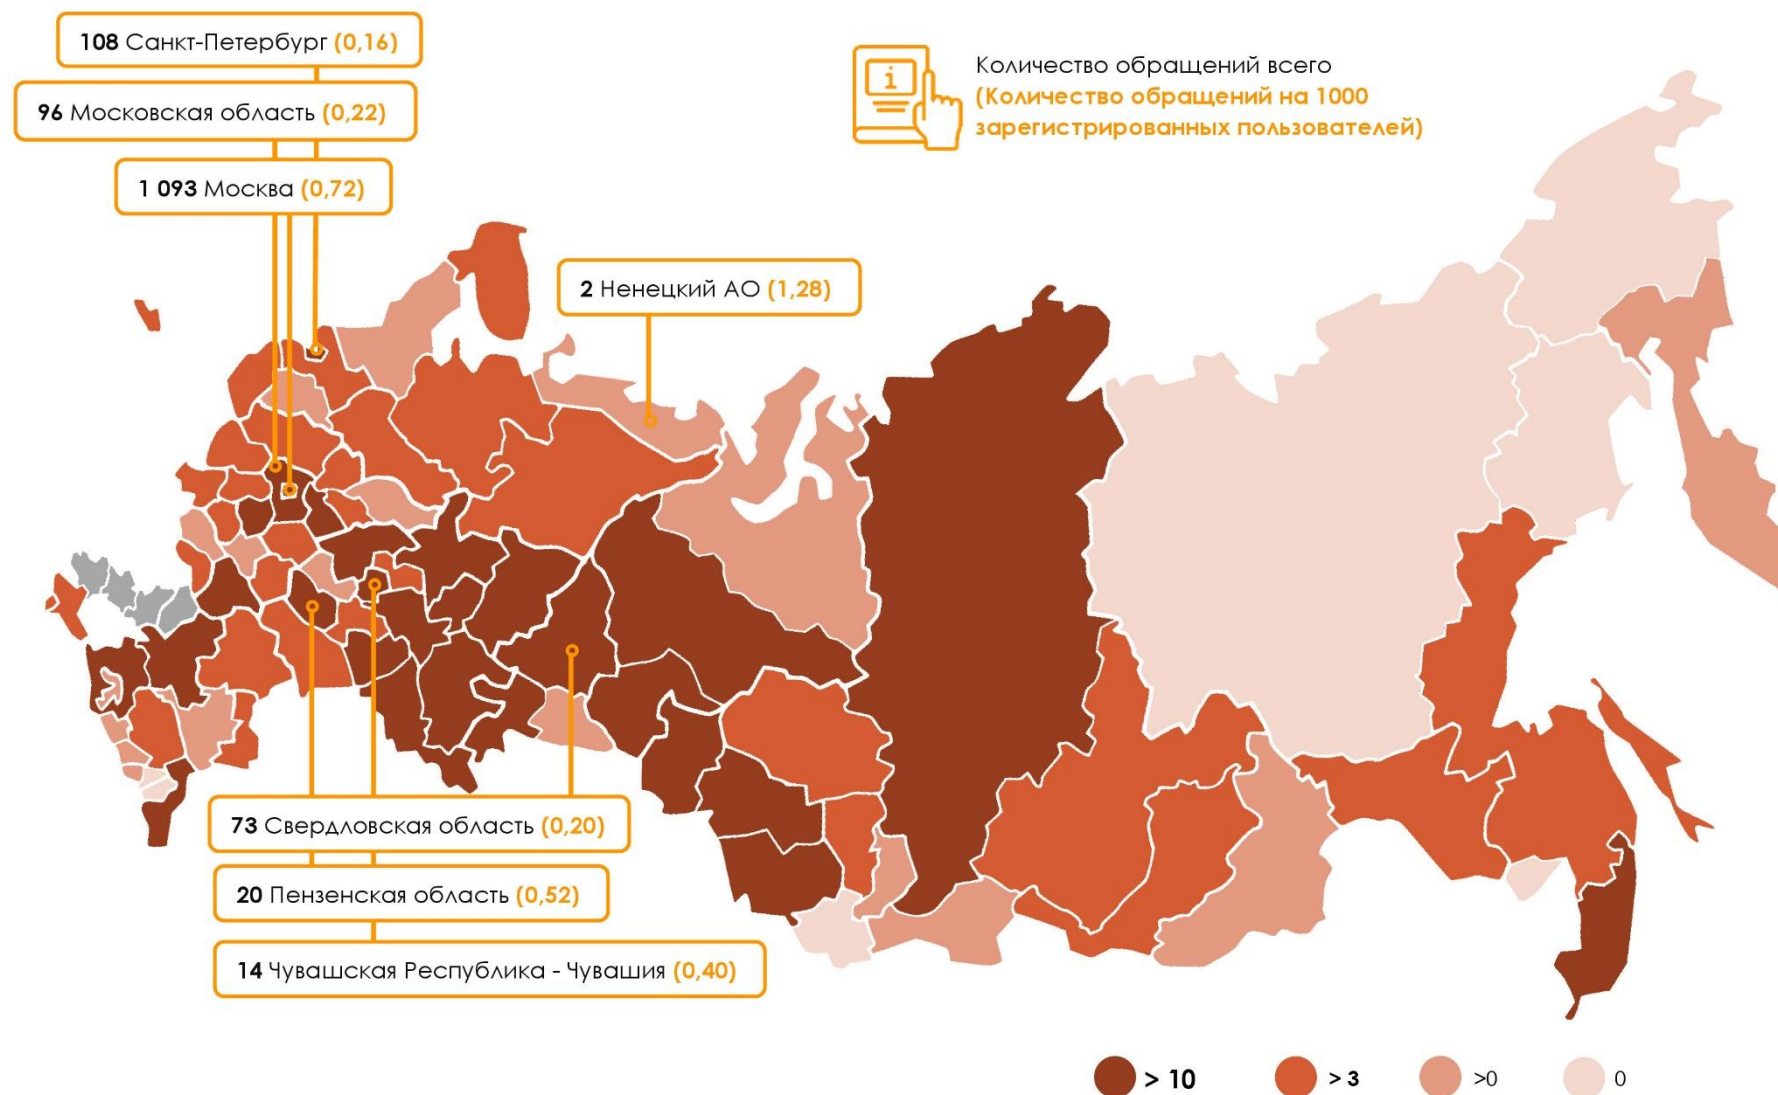 108 Санкт-Петербург (0,16)
96 Московская область (0,22)
1 093 Москва (0,72)
i
Количество обращений всего
(Количество обращений на 1000
зарегистрированных пользователей)
2 Ненецкий АО (1,28)
73 Свердловская область (0,20)
20 Пензенская область (0,52)
14 Чувашская Республика - Чувашия (0,40)
> 10 > 3 >0 0